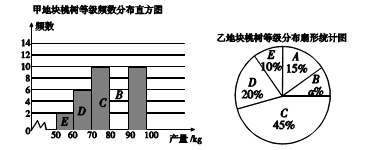 甲地块桃树等级频数分布直方图
频数
14
12
10
8
6
4
2
0
E D C B
50 60 70 80 90 100
产量/kg
乙地块桃树等级分布扇形统计图
E
10%
A
15%
B
a%
D
20%
C
45%